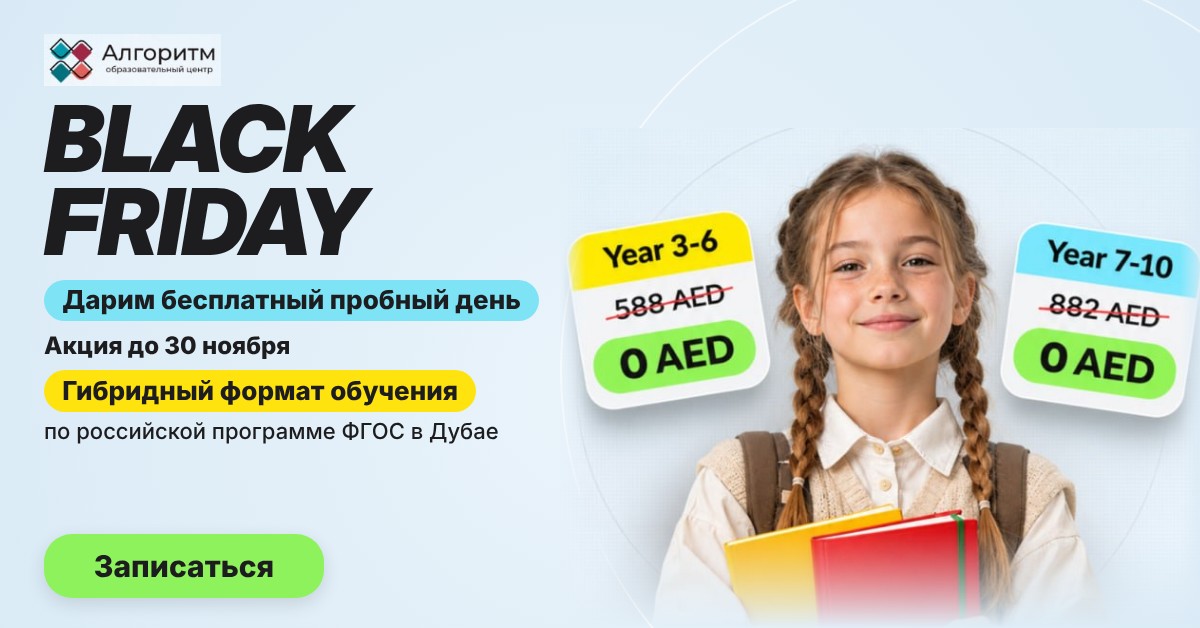 Алгоритм
образовательный центр
BLACK
FRIDAY
Дарим бесплатный пробный день
Акция до 30 ноября
Гибридный формат обучения
по российской программе ФГОС в Дубае
Записаться
Year 3-6
588 AED
0 AED
Year 7-10
882 AED
0 AED